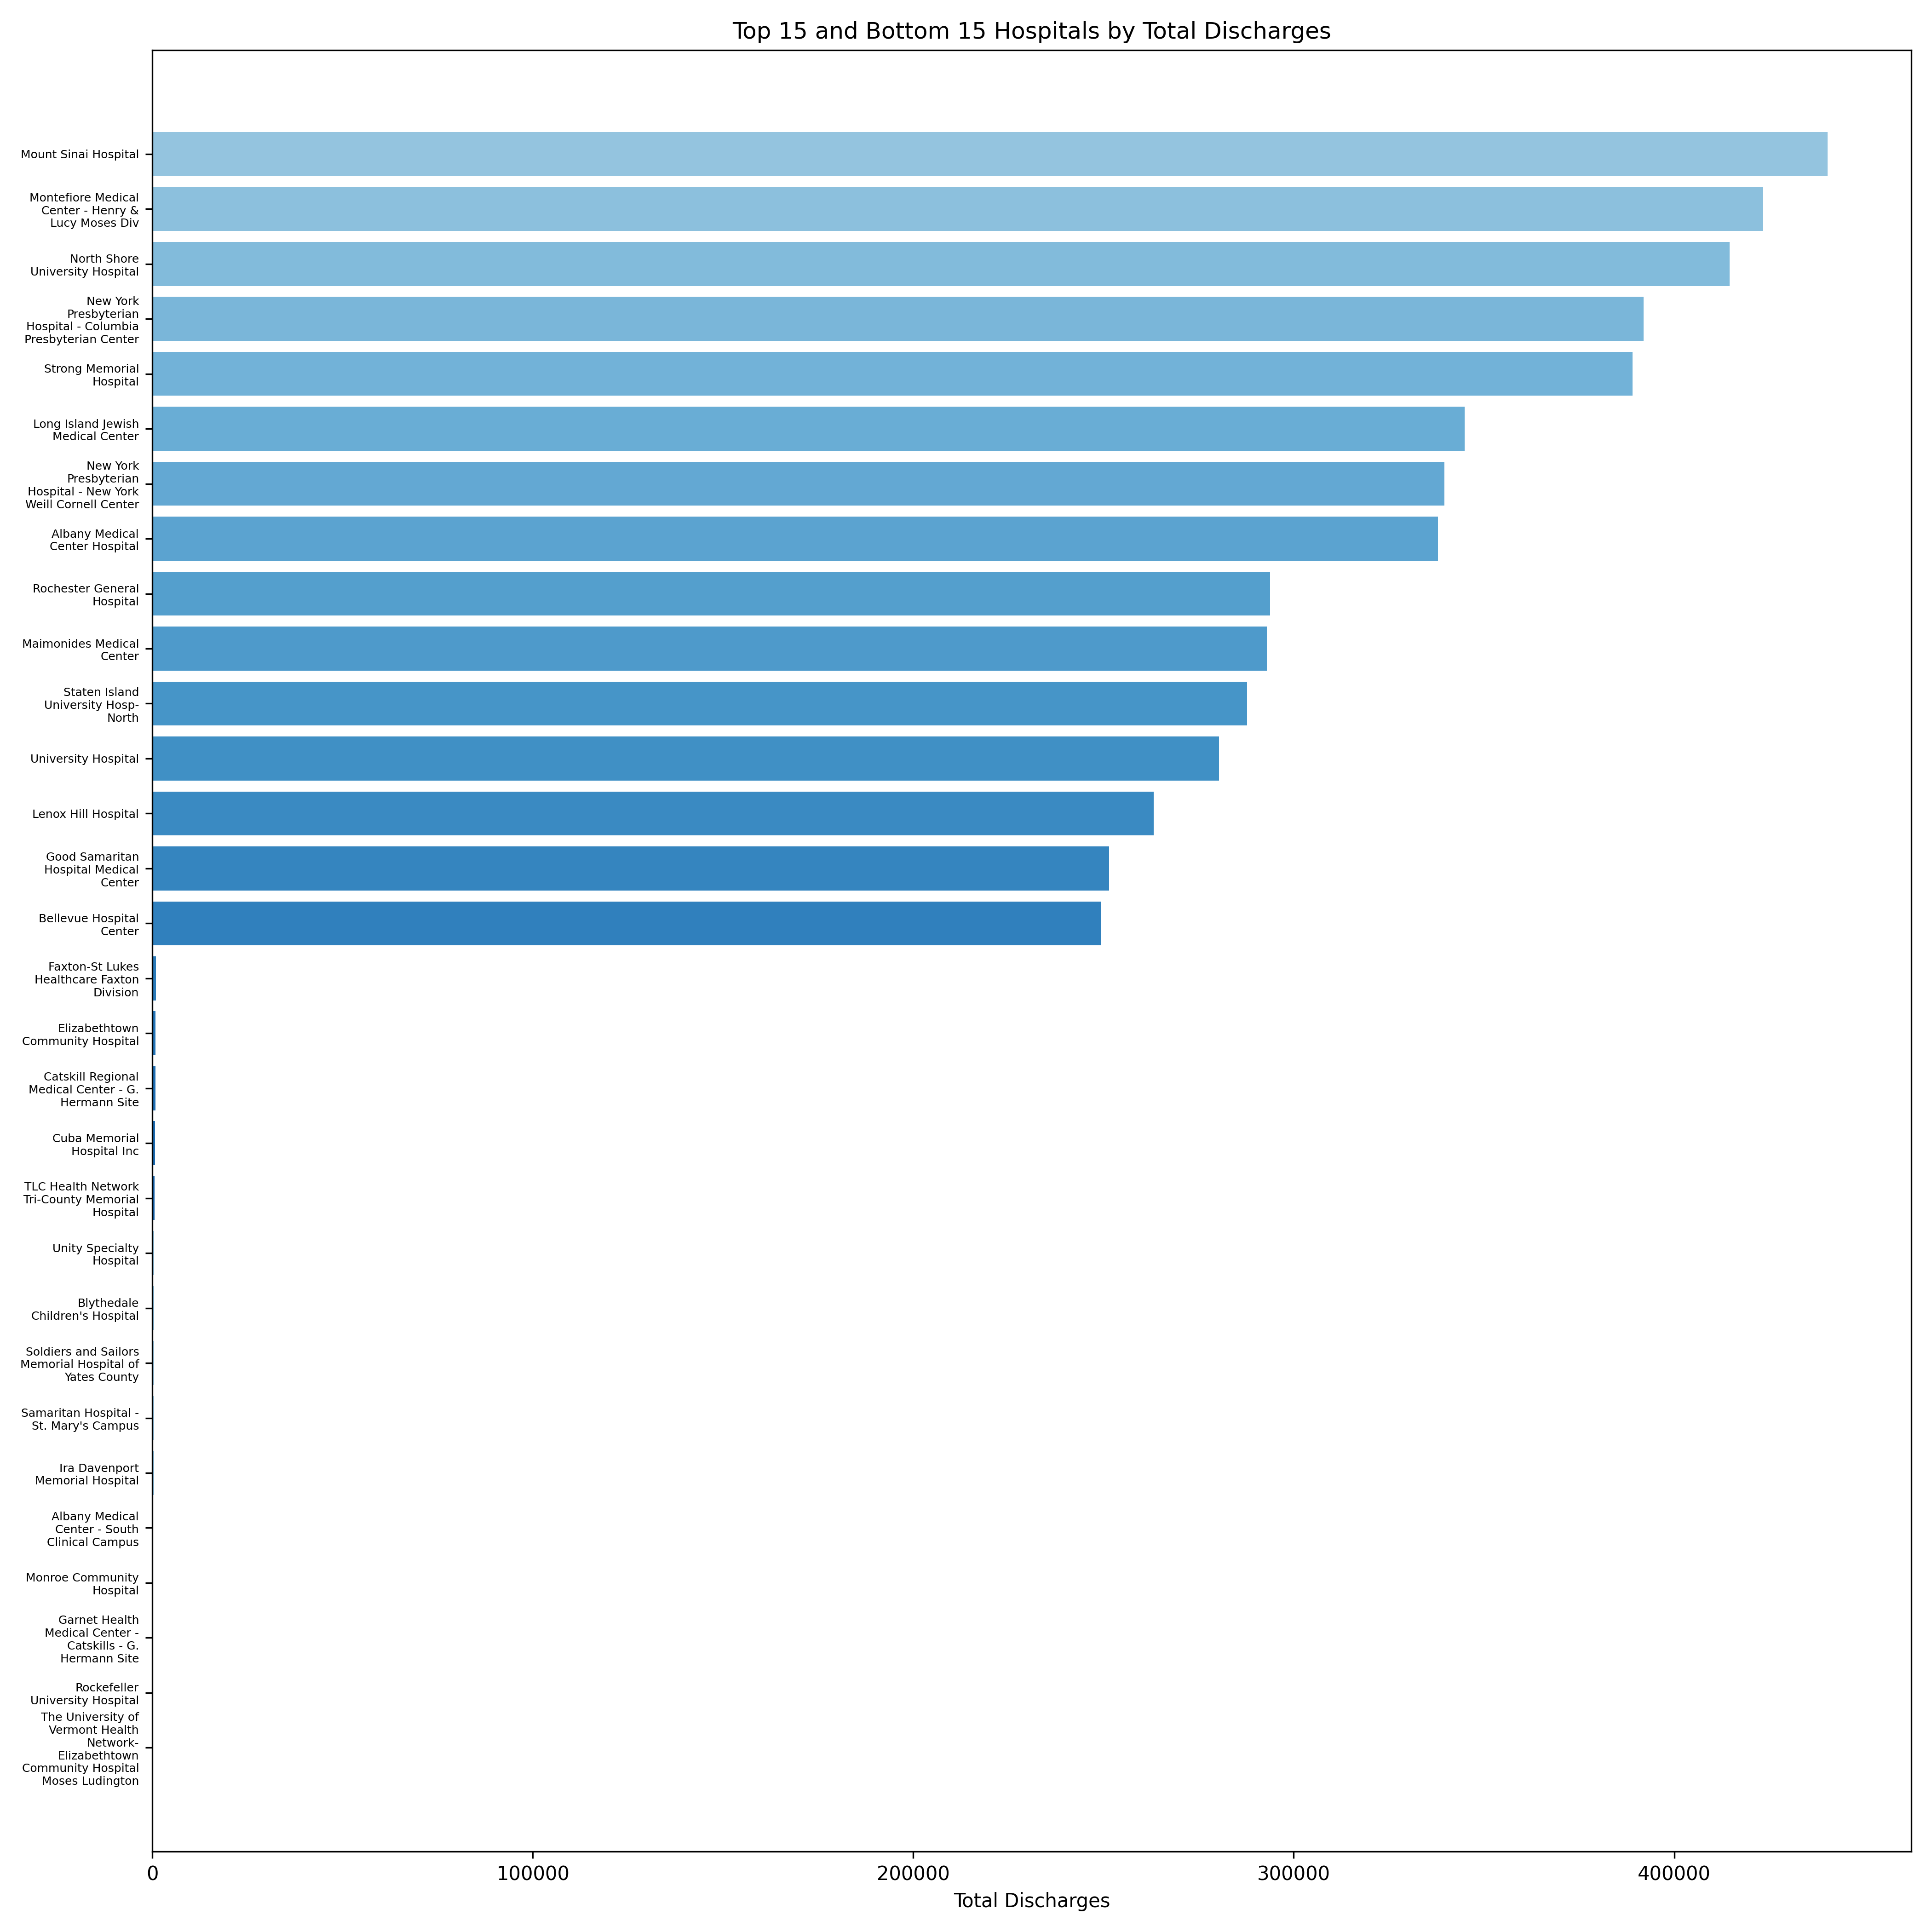 Top 15 and Bottom 15 Hospitals by Total Discharges
Mount Sinai Hospital
Montefiore Medical
Center - Henry &
Lucy Moses Div
North Shore
University Hospital
New York
Presbyterian
Hospital - Columbia
Presbyterian Center
Strong Memorial
Hospital
Long Island Jewish
Medical Center
New York
Presbyterian
Hospital - New York
Weill Cornell Center
Albany Medical
Center Hospital
Rochester General
Hospital
Maimonides Medical
Center
Staten Island
University Hosp-
North
University Hospital
Lenox Hill Hospital
Good Samaritan
Hospital Medical
Center
Bellevue Hospital
Center
Faxton-St Lukes
Healthcare Faxton
Division
Elizabethtown
Community Hospital
Catskill Regional
Medical Center - G.
Hermann Site
Cuba Memorial
Hospital Inc
TLC Health Network
Tri-County Memorial
Hospital
Unity Specialty
Hospital
Blythedale
Children's Hospital
Soldiers and Sailors
Memorial Hospital of
Yates County
Samaritan Hospital -
St. Mary's Campus
Ira Davenport
Memorial Hospital
Albany Medical
Center - South
Clinical Campus
Monroe Community
Hospital
Garnet Health
Medical Center -
Catskills - G.
Hermann Site
Rockefeller
University Hospital
The University of
Vermont Health
Network-
Elizabethtown
Community Hospital
Moses Ludington
0 100000 200000 300000 400000
Total Discharges